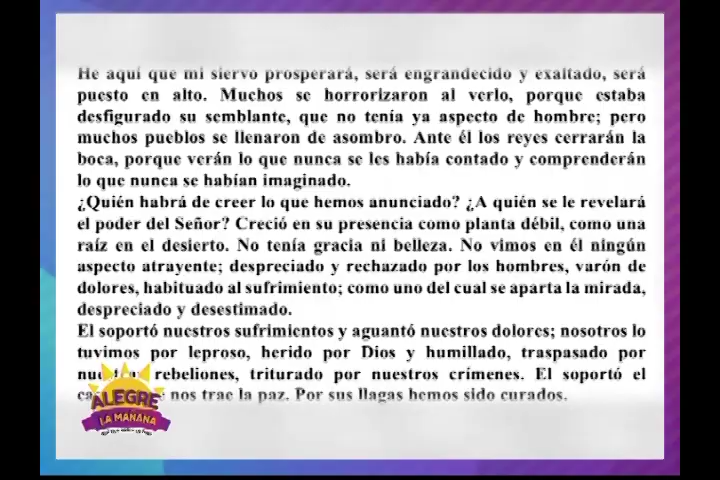 He aquí que mi siervo prosperará, será engrandecido y exaltado, será
puesto en alto. Muchos se horrorizaron al verlo, porque estaba
desfigurado su semblante, que no tenía ya aspecto de hombre; pero
muchos pueblos se llenaron de asombro. Ante él los reyes cerrarán la
boca, porque verán lo que nunca se les había contado y comprenderán
lo que nunca se habían imaginado.
¿Quién habrá de creer lo que hemos anunciado? ¿A quién se le revelará
el poder del Señor? Creció en su presencia como planta débil, como una
raíz en el desierto. No tenía gracia ni belleza. No vimos en él ningún
aspecto atrayente; despreciado y rechazado por los hombres, varón de
dolores, habituado al sufrimiento; como uno del cual se aparta la mirada,
despreciado y desestimado.
El soportó nuestros sufrimientos y aguantó nuestros dolores; nosotros lo
tuvimos por leproso, herido por Dios y humillado, traspasado por
rebeliones, triturado por nuestros crímenes. El soportó el
nos trae la paz. Por sus llagas hemos sido curados.
ALEGRE
LA MAÑANA